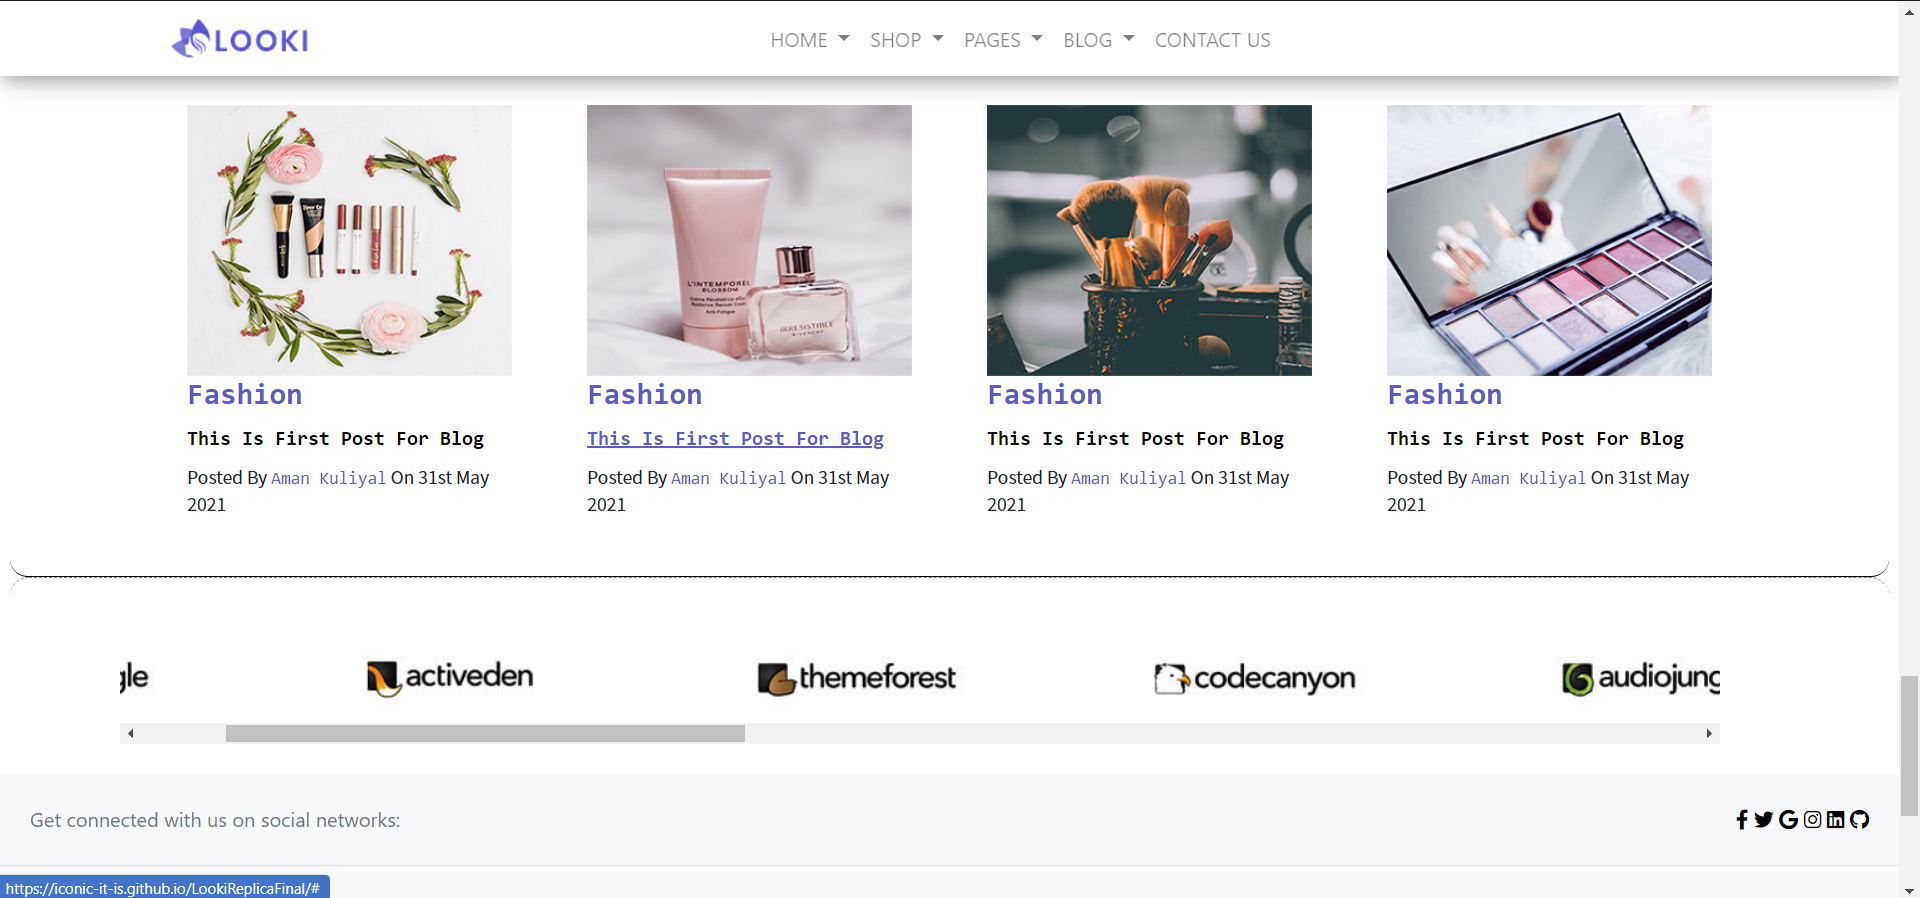 LOOKI
HOME SHOP PAGES BLOG CONTACT US
L'INTEMPOREL
BLOSSOM
Anti-Fatigue
IRRESISTIBLE
GIVENCHY
Fashion Fashion Fashion Fashion
This Is First Post For Blog This Is First Post For Blog This Is First Post For Blog This Is First Post For Blog
Posted By Aman Kuliyal On 31st May Posted By Aman Kuliyal On 31st May Posted By Aman Kuliyal On 31st May Posted By Aman Kuliyal On 31st May
2021 2021 2021 2021
gle activeden themeforest codecanyon audiojung
Get connected with us on social networks:
https://iconic-it-is.github.io/LookiReplicaFinal/#